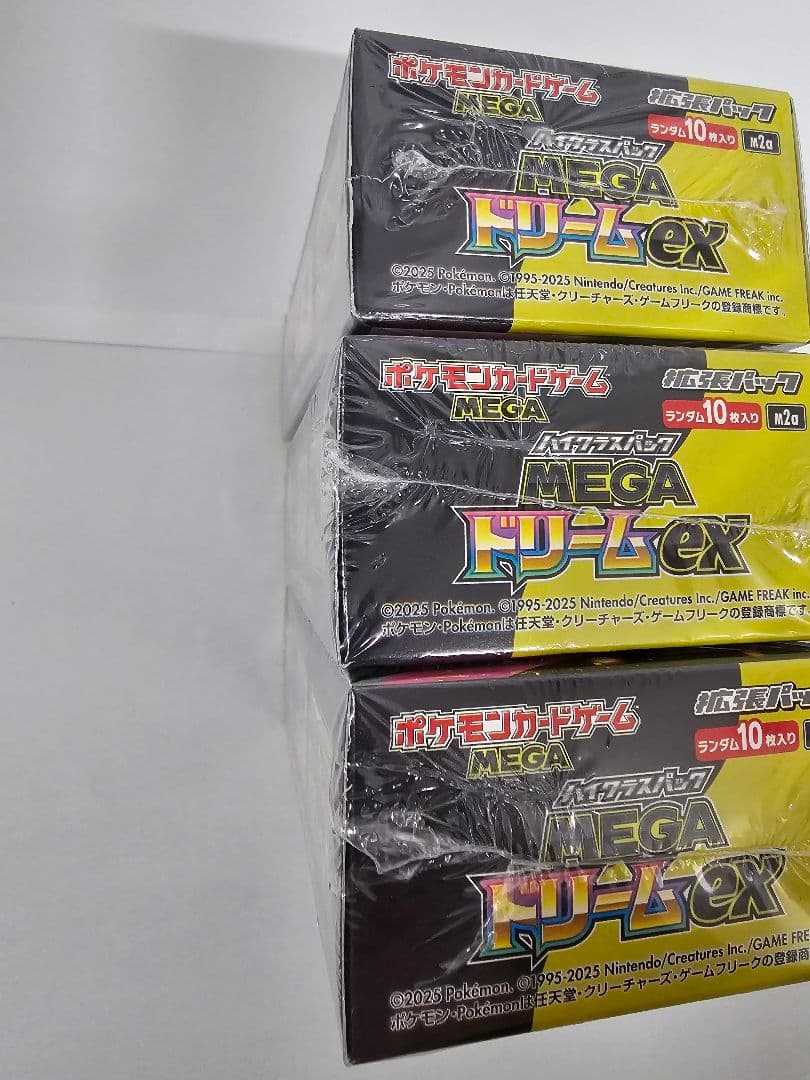 ポケモンカードゲーム
MEGA
拡張パック
ランダム10枚入り
M2a
ハイクラスパック
MEGA
ドリームex
©2025 Pokémon. ©1995-2025 Nintendo/Creatures Inc./GAME FREAK inc.
ポケモン・Pokémonは任天堂・クリーチャーズ・ゲームフリークの登録商標です。
ポケモンカードゲーム
MEGA
拡張パック
ランダム10枚入り
M2a
ハイクラスパック
MEGA
ドリームex
©2025 Pokémon. ©1995-2025 Nintendo/Creatures Inc./GAME FREAK inc.
ポケモン・Pokémonは任天堂・クリーチャーズ・ゲームフリークの登録商標です
ポケモンカードゲーム
MEGA
拡張パッ
ランダム10枚入り
ハイクラスパック
MEGA
ドリームex
©2025 Pokémon. ©1995-2025 Nintendo/Creatures Inc./GAME FREA
ポケモン・Pokémonは任天堂・クリーチャーズ・ゲームフリークの登録商